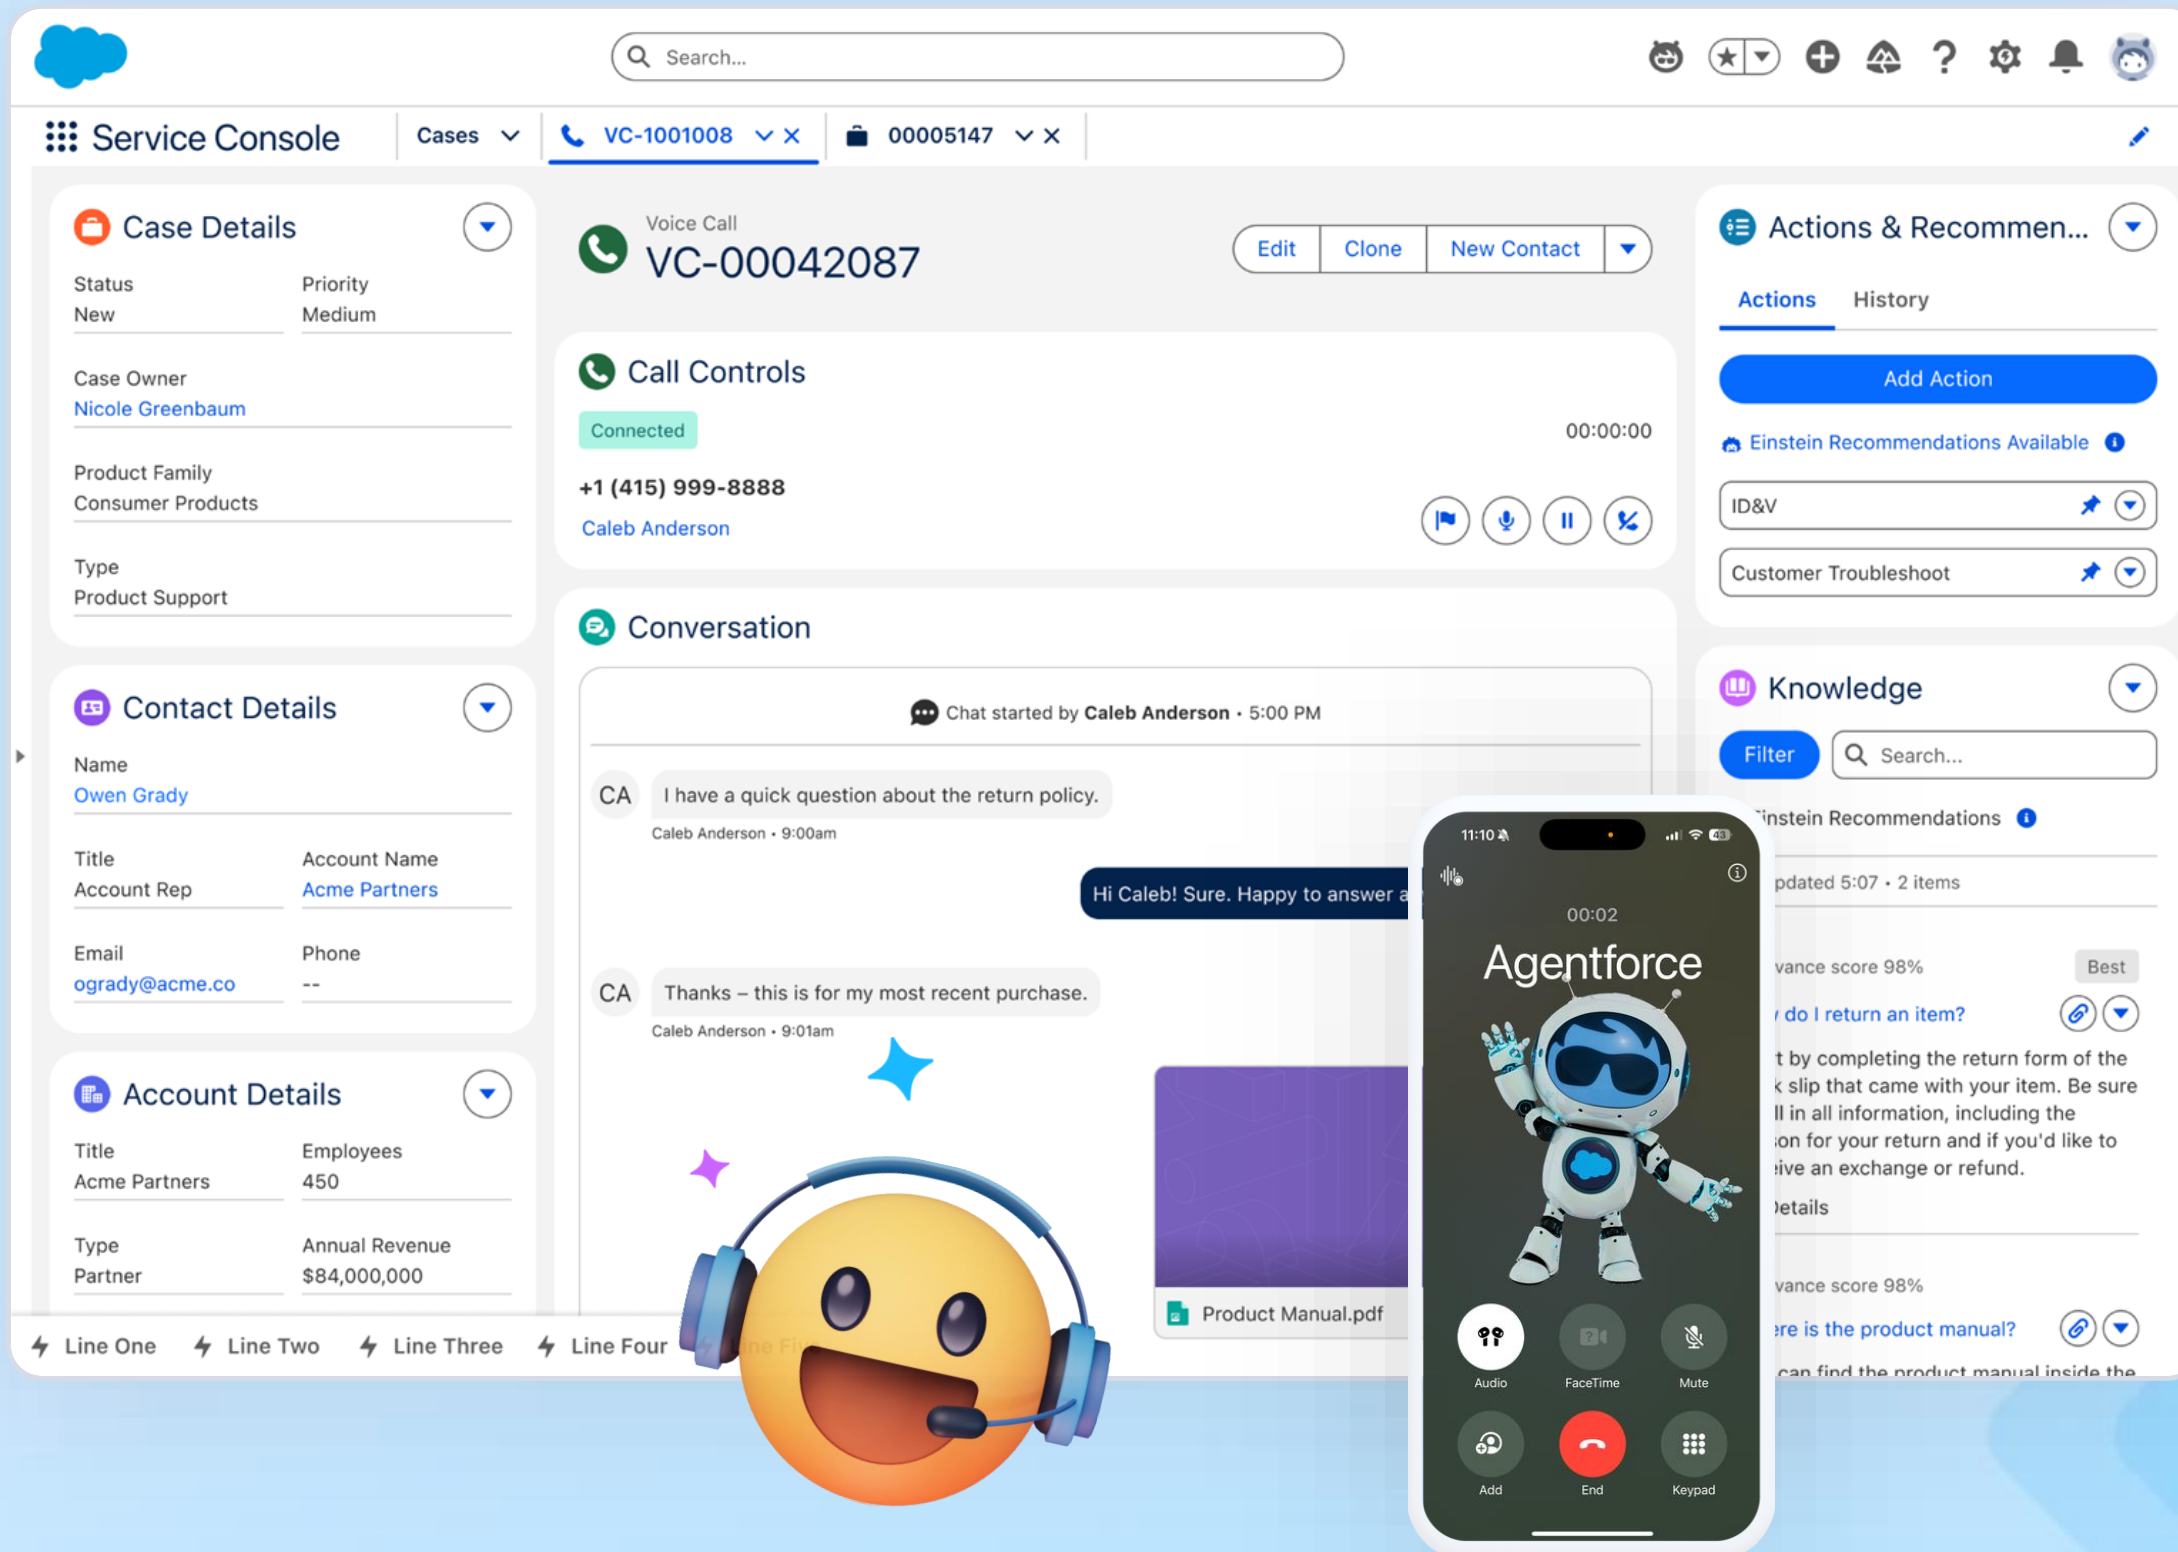 Search...
Service Console
Cases
VC-1001008
00005147
Case Details
Status
Priority
New
Medium
Case Owner
Nicole Greenbaum
Product Family
Consumer Products
Type
Product Support
Contact Details
Name
Owen Grady
Title
Account Name
Account Rep
Acme Partners
Email
Phone
ogrady@acme.co
--
Account Details
Title
Employees
Acme Partners
450
Type
Annual Revenue
Partner
$84,000,000
Voice Call
VC-00042087
Edit
Clone
New Contact
Call Controls
Connected
00:00:00
+1 (415) 999-8888
Caleb Anderson
Conversation
Chat started by Caleb Anderson • 5:00 PM
CA
I have a quick question about the return policy.
Caleb Anderson • 9:00am
Hi Caleb! Sure. Happy to answer
CA
Thanks – this is for my most recent purchase.
Caleb Anderson • 9:01am
Product Manual.pdf
Actions & Recommen...
Actions
History
Add Action
Einstein Recommendations Available
ID&V
Customer Troubleshoot
Knowledge
Filter
Search...
Recommendations
5:07 • 2 items
score 98%
Best
do I return an item?
by completing the return form of the
slip that came with your item. Be sure
in all information, including the
for your return and if you'd like to
an exchange or refund.
score 98%
is the product manual?
can find the product manual inside the
11:10
43
00:02
Agentforce
Audio
FaceTime
Mute
Add
End
Keypad
Line One
Line Two
Line Three
Line Four
Line